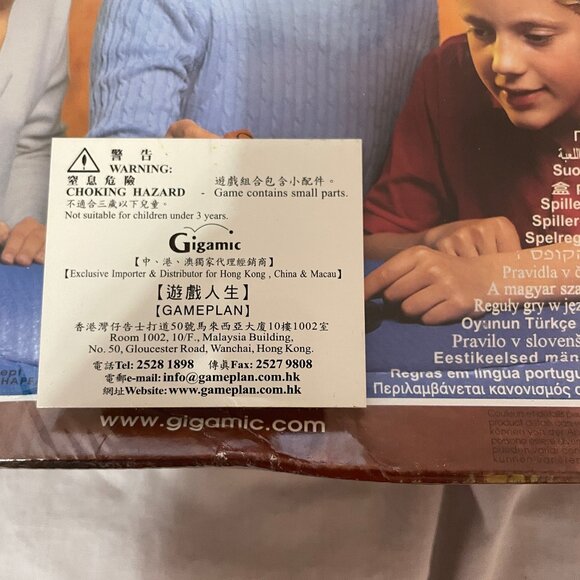 警告
WARNING:
窒息危險
CHOKING HAZARD - 遊戲組合包含小配件。
Game contains small parts.
不適合三歲以下兒童。
Not suitable for children under 3 years.
Gigamic
【中、港、澳獨家代理經銷商】
【Exclusive Importer & Distributor for Hong Kong , China & Macau】
【遊戲人生】
【GAMEPLAN】
香港灣仔告士打道50號馬來西亞大廈10樓1002室
Room 1002, 10/F., Malaysia Building,
No. 50, Gloucester Road, Wanchai, Hong Kong.
電話Tel: 2528 1898 傳真Fax: 2527 9808
電郵e-mail: info@gameplan.com.hk
網址Website: www.gameplan.com.hk
www.gigamic.com
Suo
Spille
Spiller
Spelreg
Pravidla v č
A magyar sza
Reguły gry wję
Oyunun Türkçe
Pravilo v slovenš
Eestikeelsed män
Regras em língua portug
Περιλαμβάνεται κανονισμός σ
Couleurs et détails pe